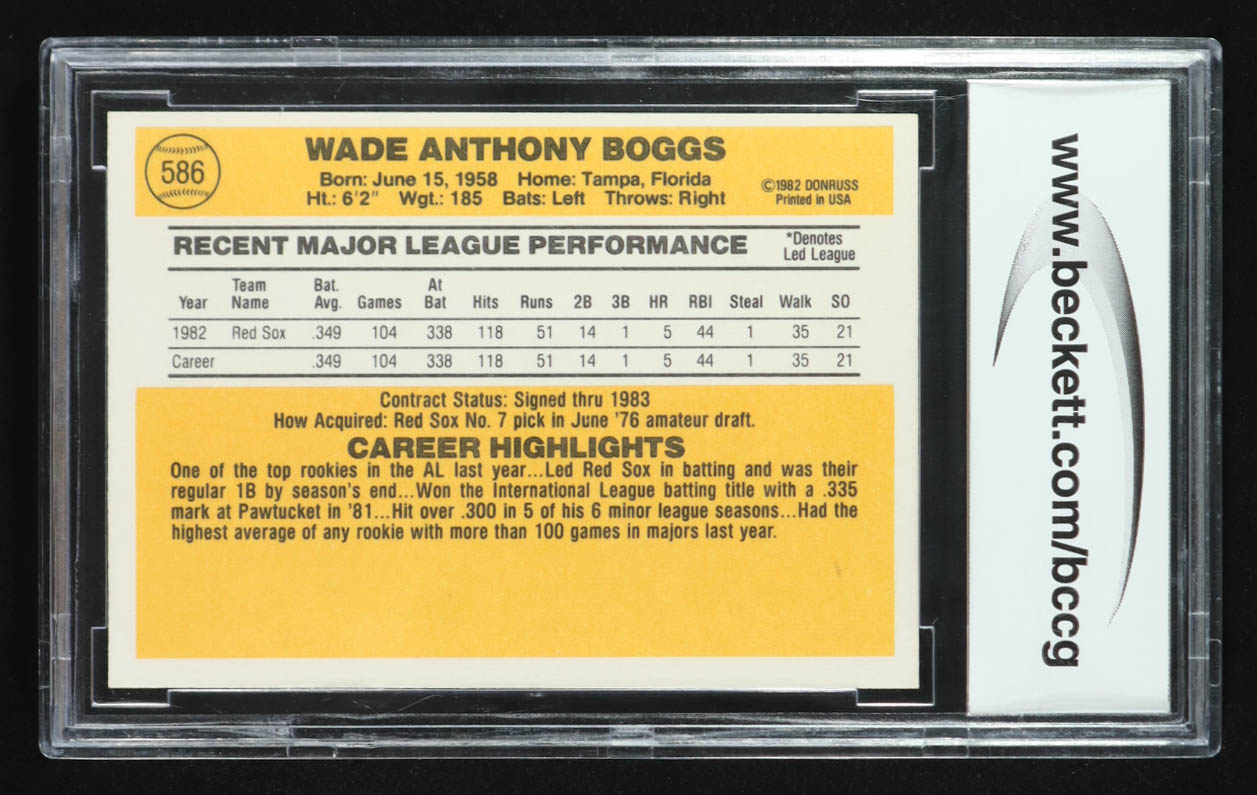 586
WADE ANTHONY BOGGS
Born: June 15, 1958 Home: Tampa, Florida
Ht.: 6'2" Wgt.: 185 Bats: Left Throws: Right
©1982 DONRUSS
Printed in USA
RECENT MAJOR LEAGUE PERFORMANCE
*Denotes
Led League
Year Team Name Bat. Avg. Games At Bat Hits Runs 2B 3B HR RBI Steal Walk SO
1982 Red Sox .349 104 338 118 51 14 1 5 44 1 35 21
Career .349 104 338 118 51 14 1 5 44 1 35 21
Contract Status: Signed thru 1983
How Acquired: Red Sox No. 7 pick in June '76 amateur draft.
CAREER HIGHLIGHTS
One of the top rookies in the AL last year...Led Red Sox in batting and was their
regular 1B by season's end...Won the International League batting title with a .335
mark at Pawtucket in '81...Hit over .300 in 5 of his 6 minor league seasons...Had the
highest average of any rookie with more than 100 games in majors last year.
www.beckett.com/bccg